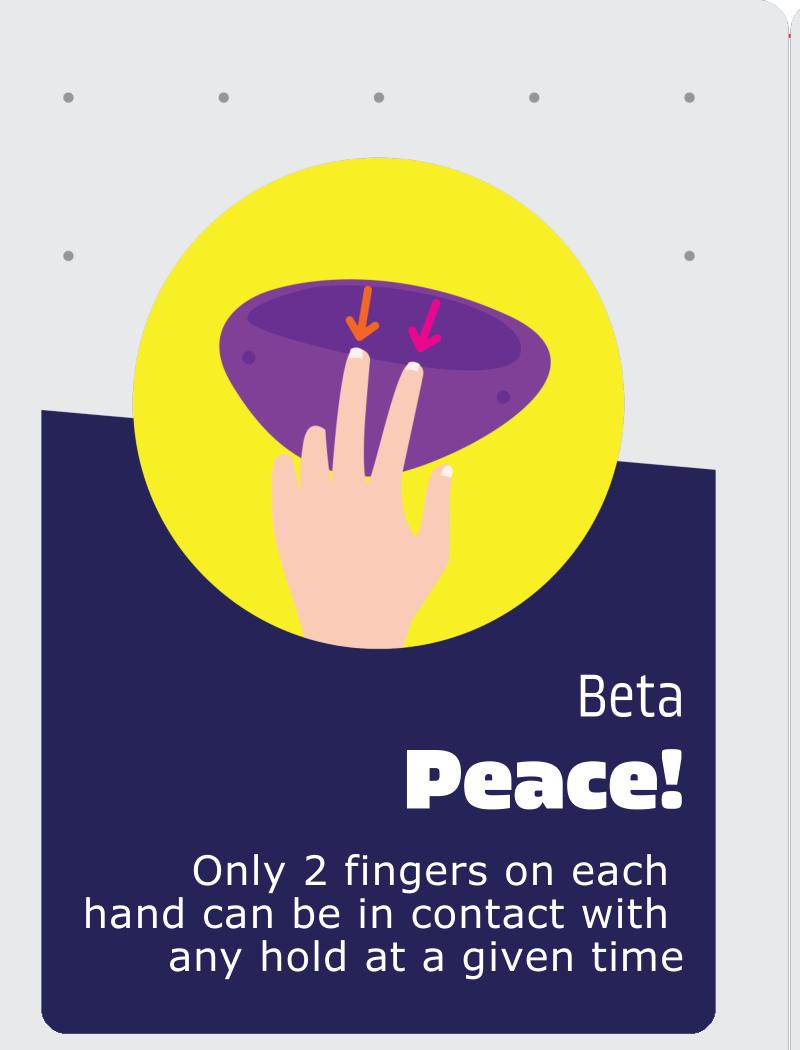 Beta
Peace!
Only 2 fingers on each
hand can be in contact with
any hold at a given time